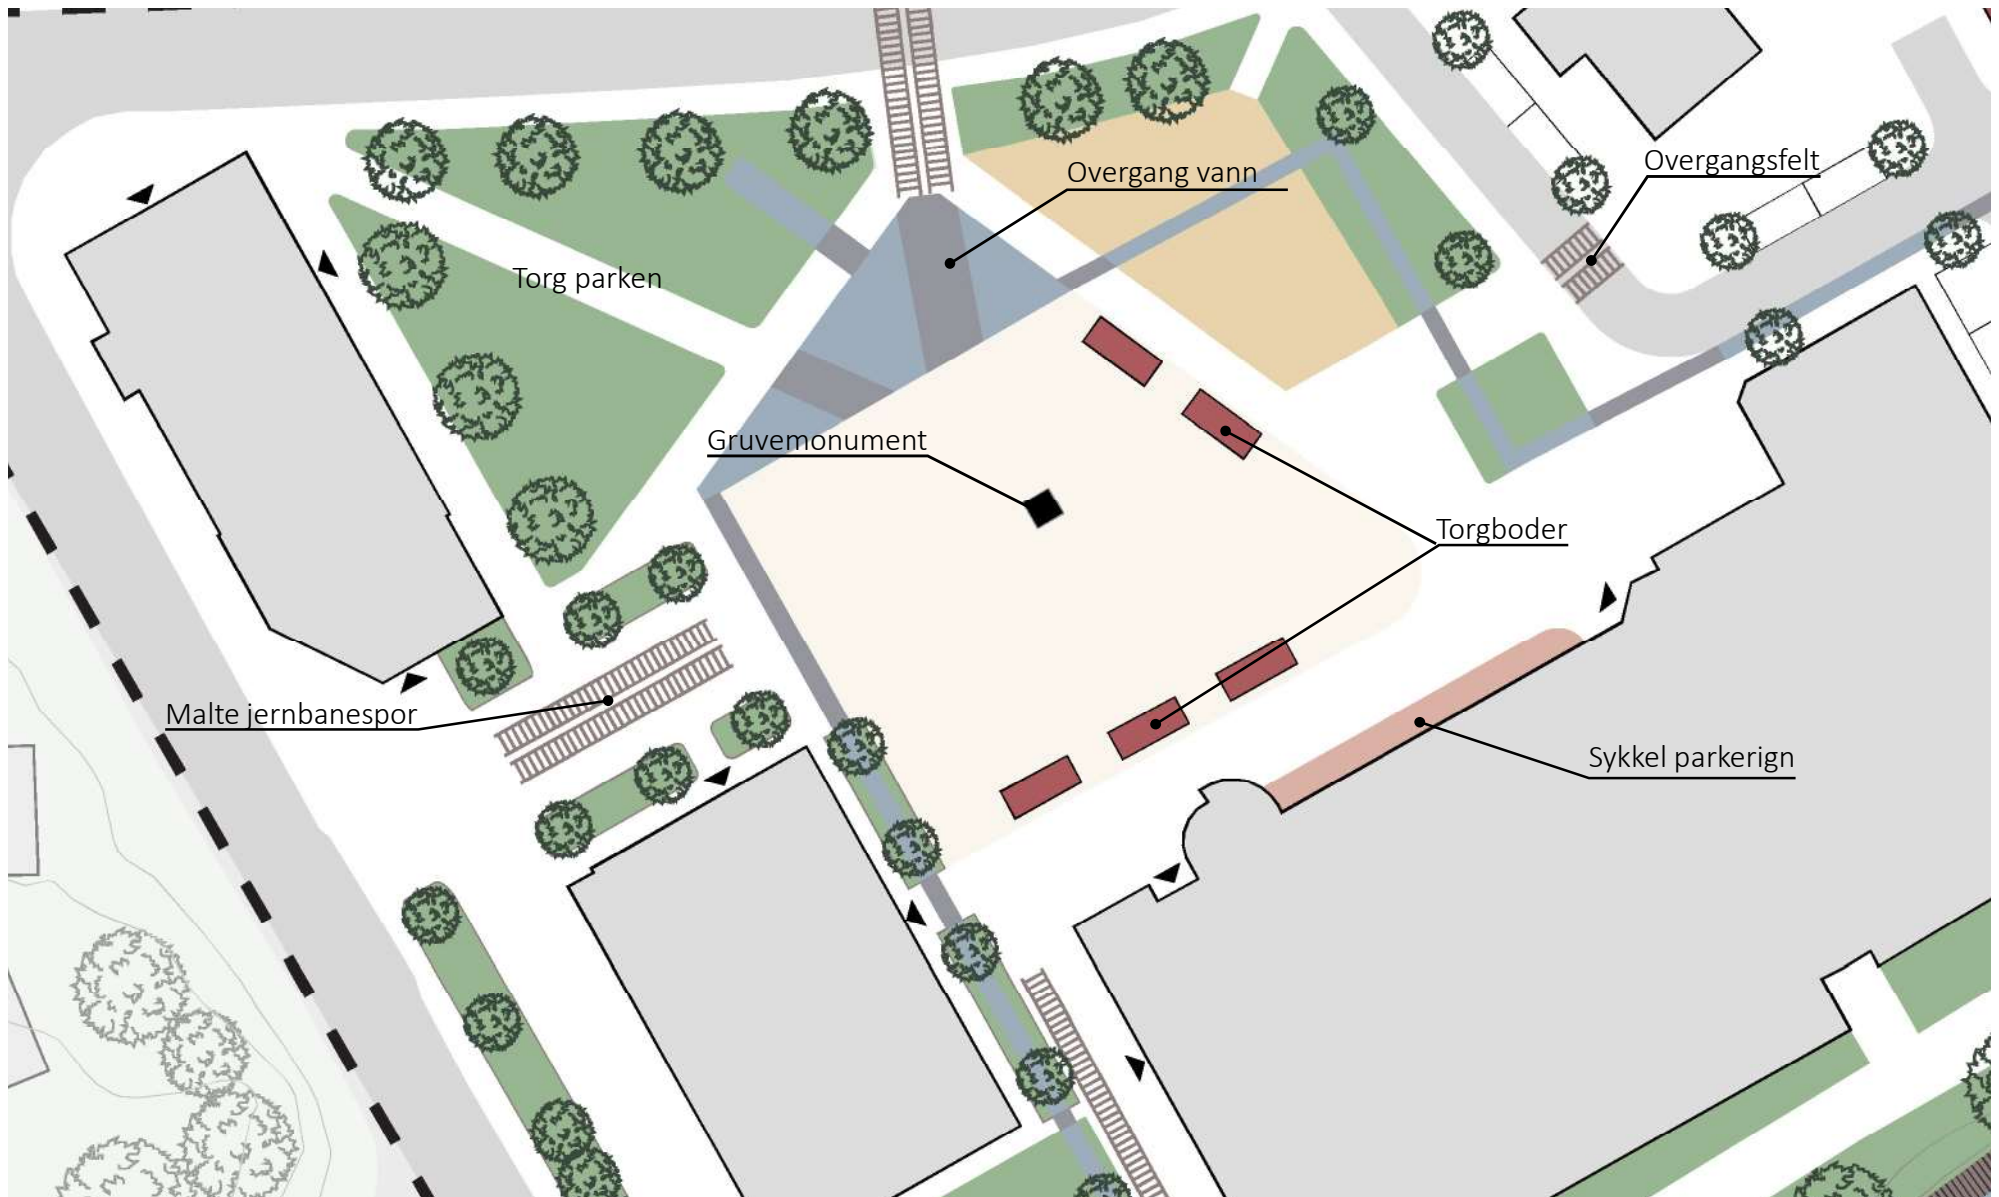 Overgangsfelt
Overgang vann
Torg parken
Gruvemonument
Torgboder
Malte jernbanespor
Sykkel parkerign